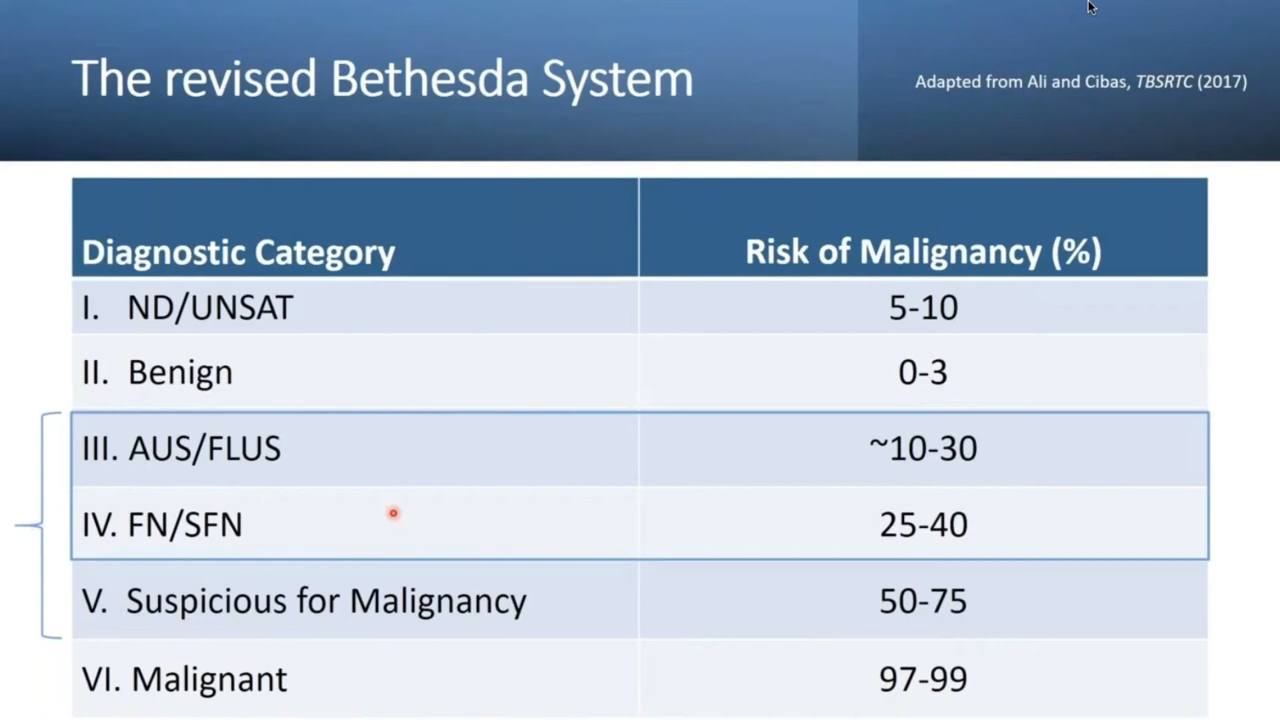 The revised Bethesda System
Adapted from Ali and Cibas, TBSRTC (2017)
Diagnostic Category Risk of Malignancy (%)
I. ND/UNSAT 5-10
II. Benign 0-3
III. AUS/FLUS ~10-30
IV. FN/SFN 25-40
V. Suspicious for Malignancy 50-75
VI. Malignant 97-99